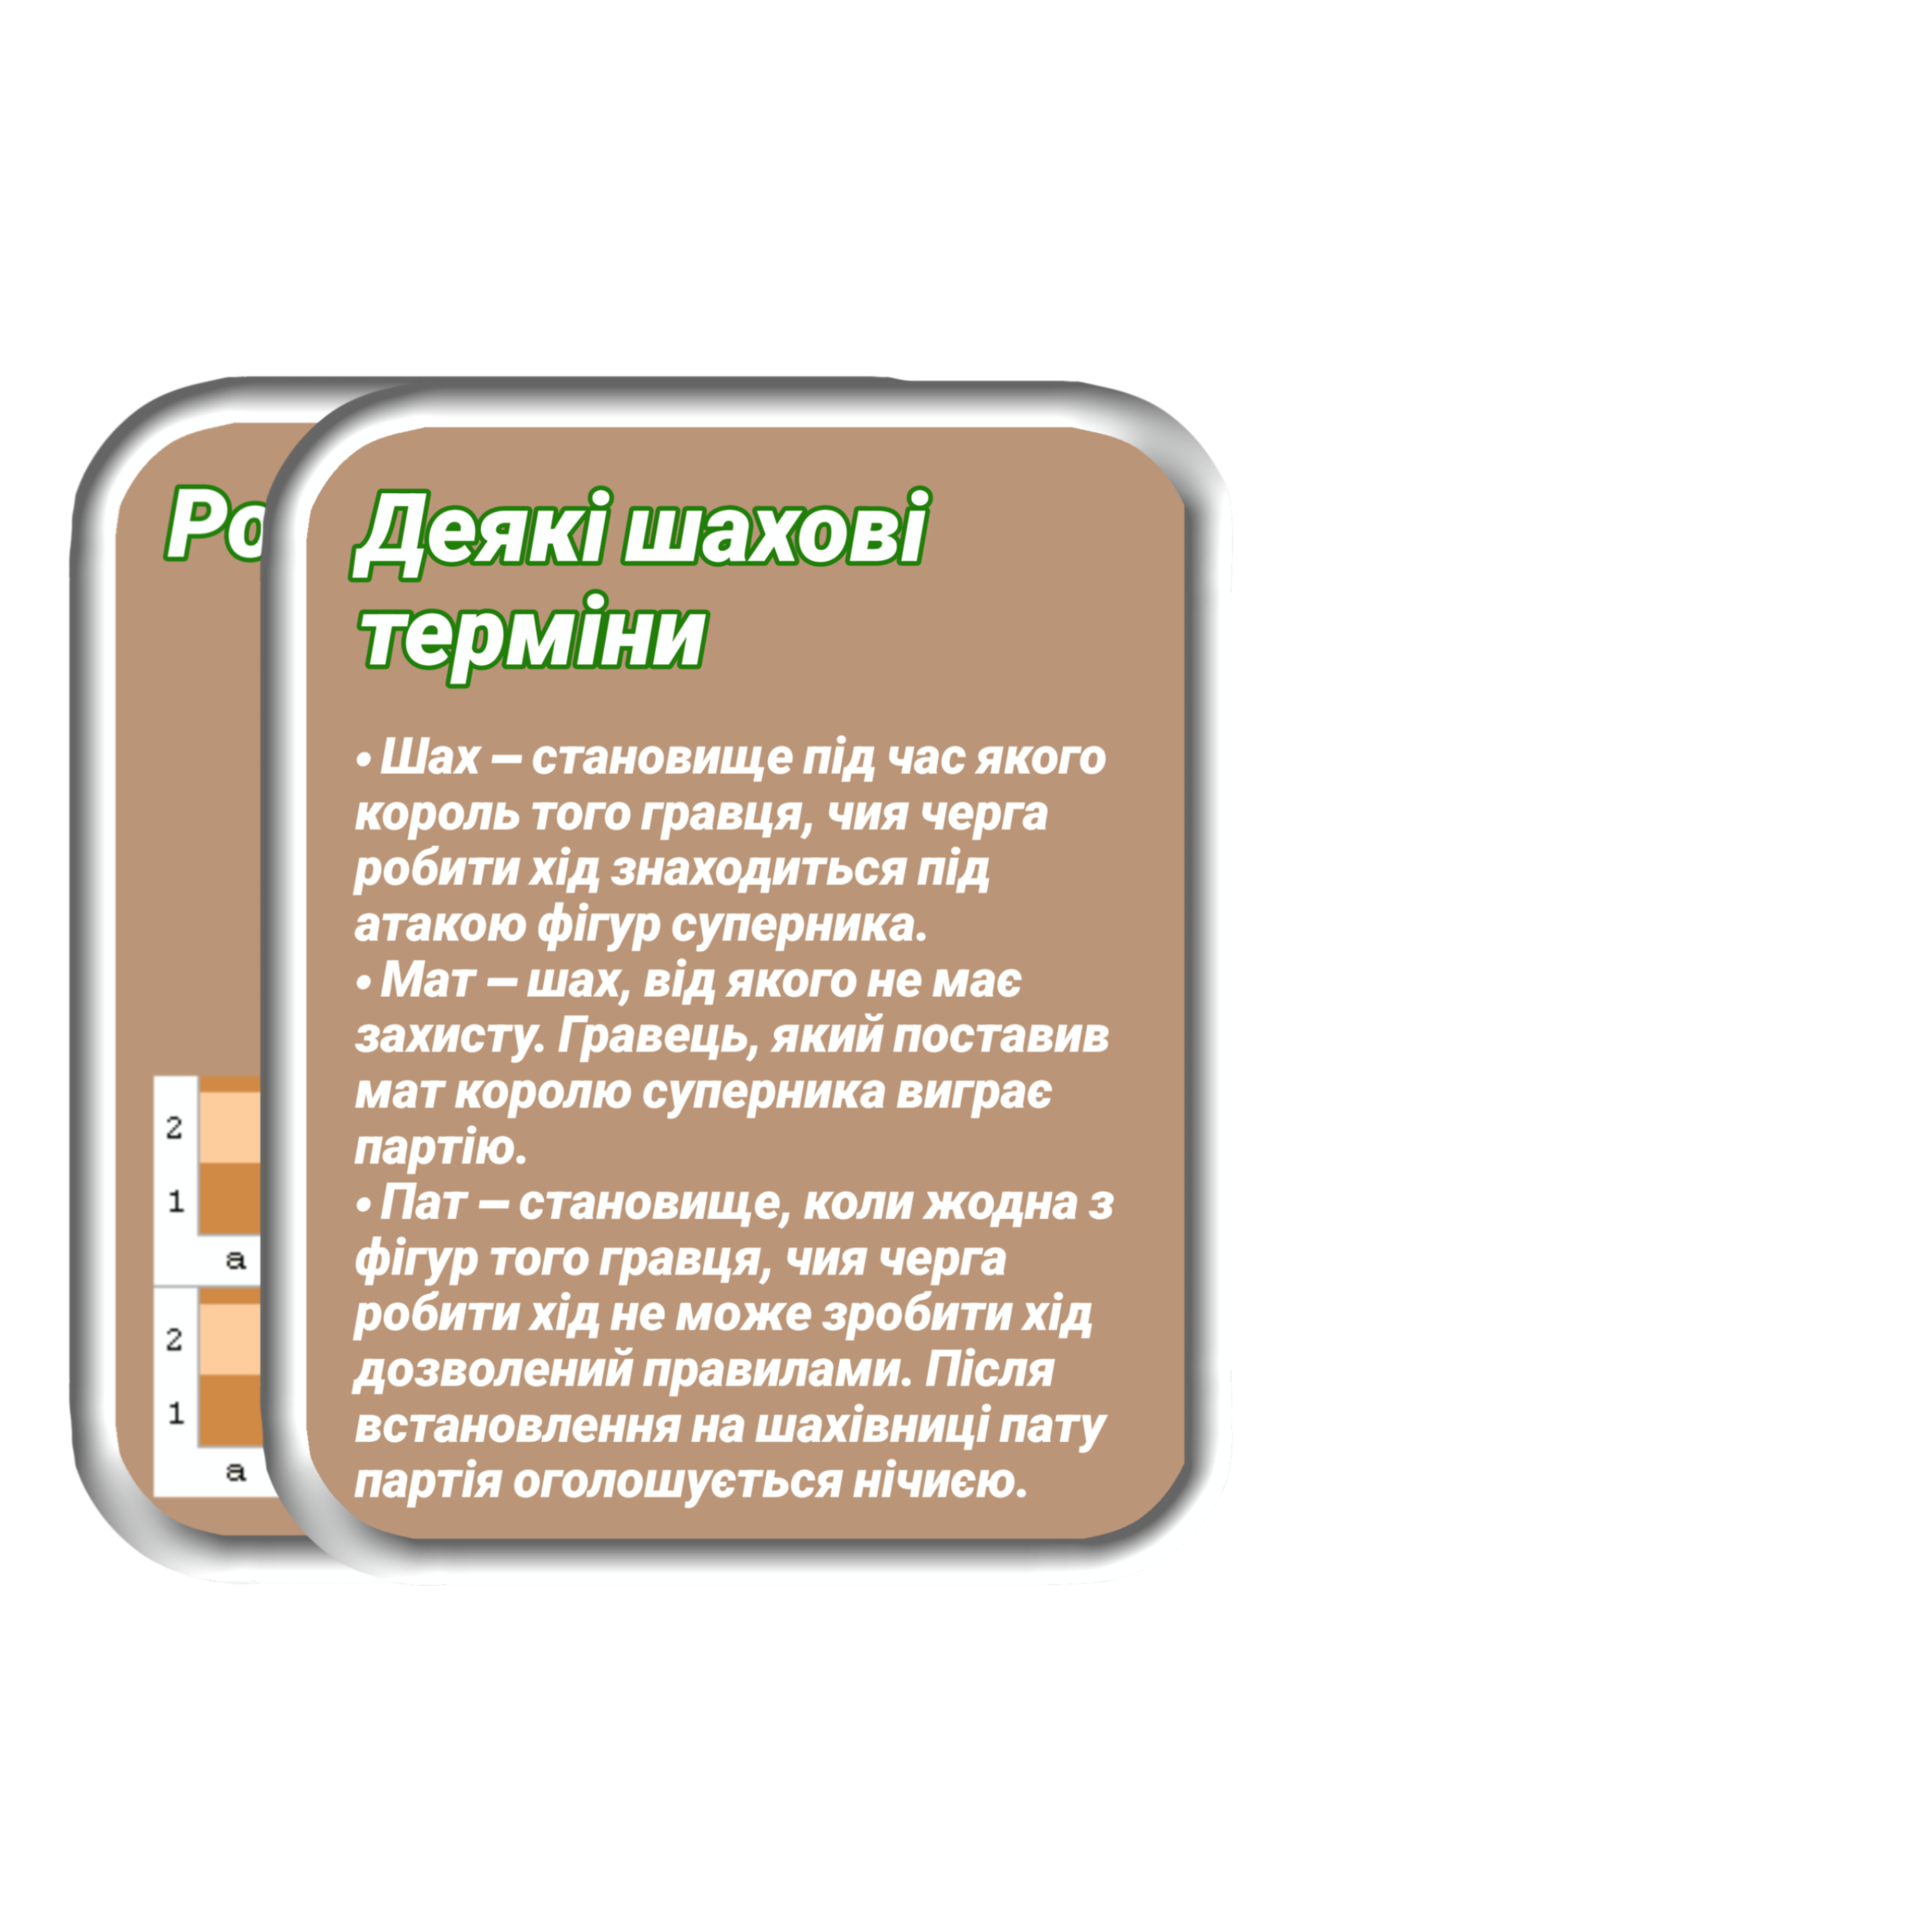 Деякі шахові
терміни
• Шах – становище під час якого
король того гравця, чия черга
робити хід знаходиться під
атакою фігур суперника.
• Мат – шах, від якого не має
захисту. Гравець, який поставив
мат королю суперника виграє
партію.
• Пат – становище, коли жодна з
фігур того гравця, чия черга
робити хід не може зробити хід
дозволений правилами. Після
встановлення на шахівниці пату
партія оголошується нічиєю.
2
1
a
2
1
a